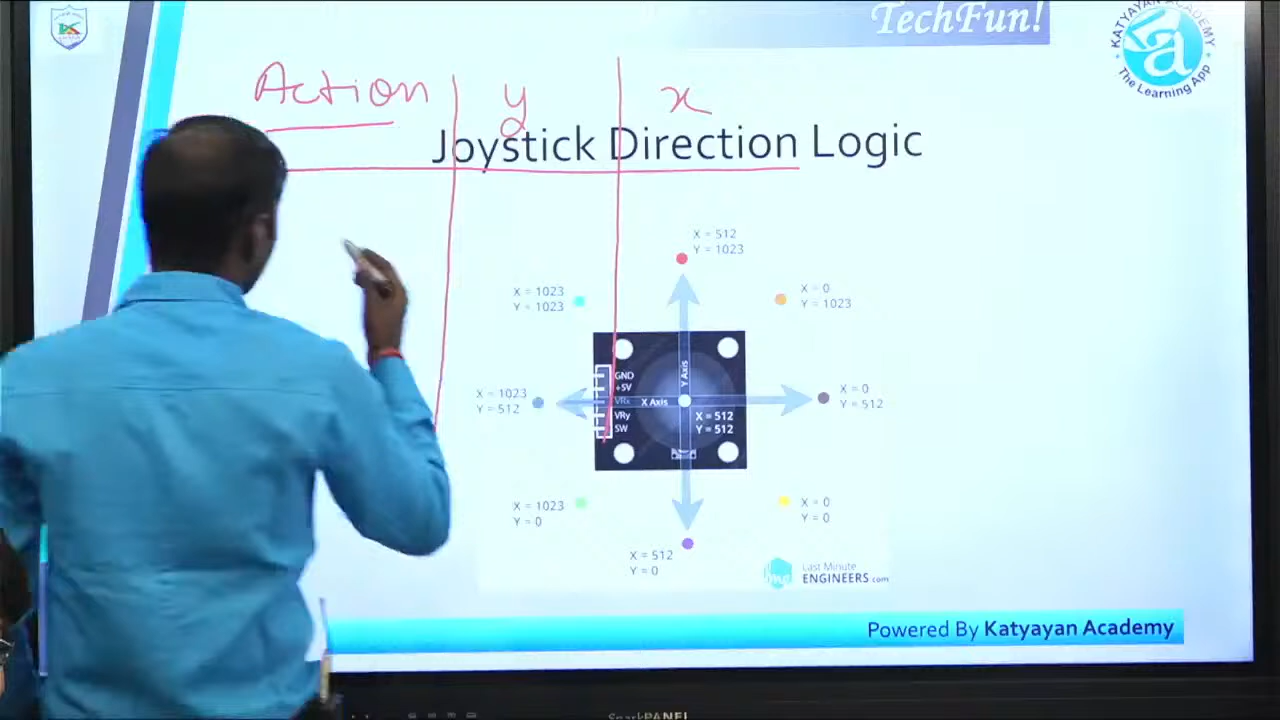 TechFun!
KATYAYAN ACADEMY
The Learning App
Action y x
Joystick Direction Logic
X = 512
Y = 1023
X = 1023
Y = 1023
X = 0
Y = 1023
GND
+5V
VRx
VRy
SW
X Axis
Y Axis
X = 512
Y = 512
X = 1023
Y = 512
X = 0
Y = 512
X = 1023
Y = 0
X = 0
Y = 0
X = 512
Y = 0
Last Minute
ENGINEERS.com
Powered By Katyayan Academy
SparkPANEL